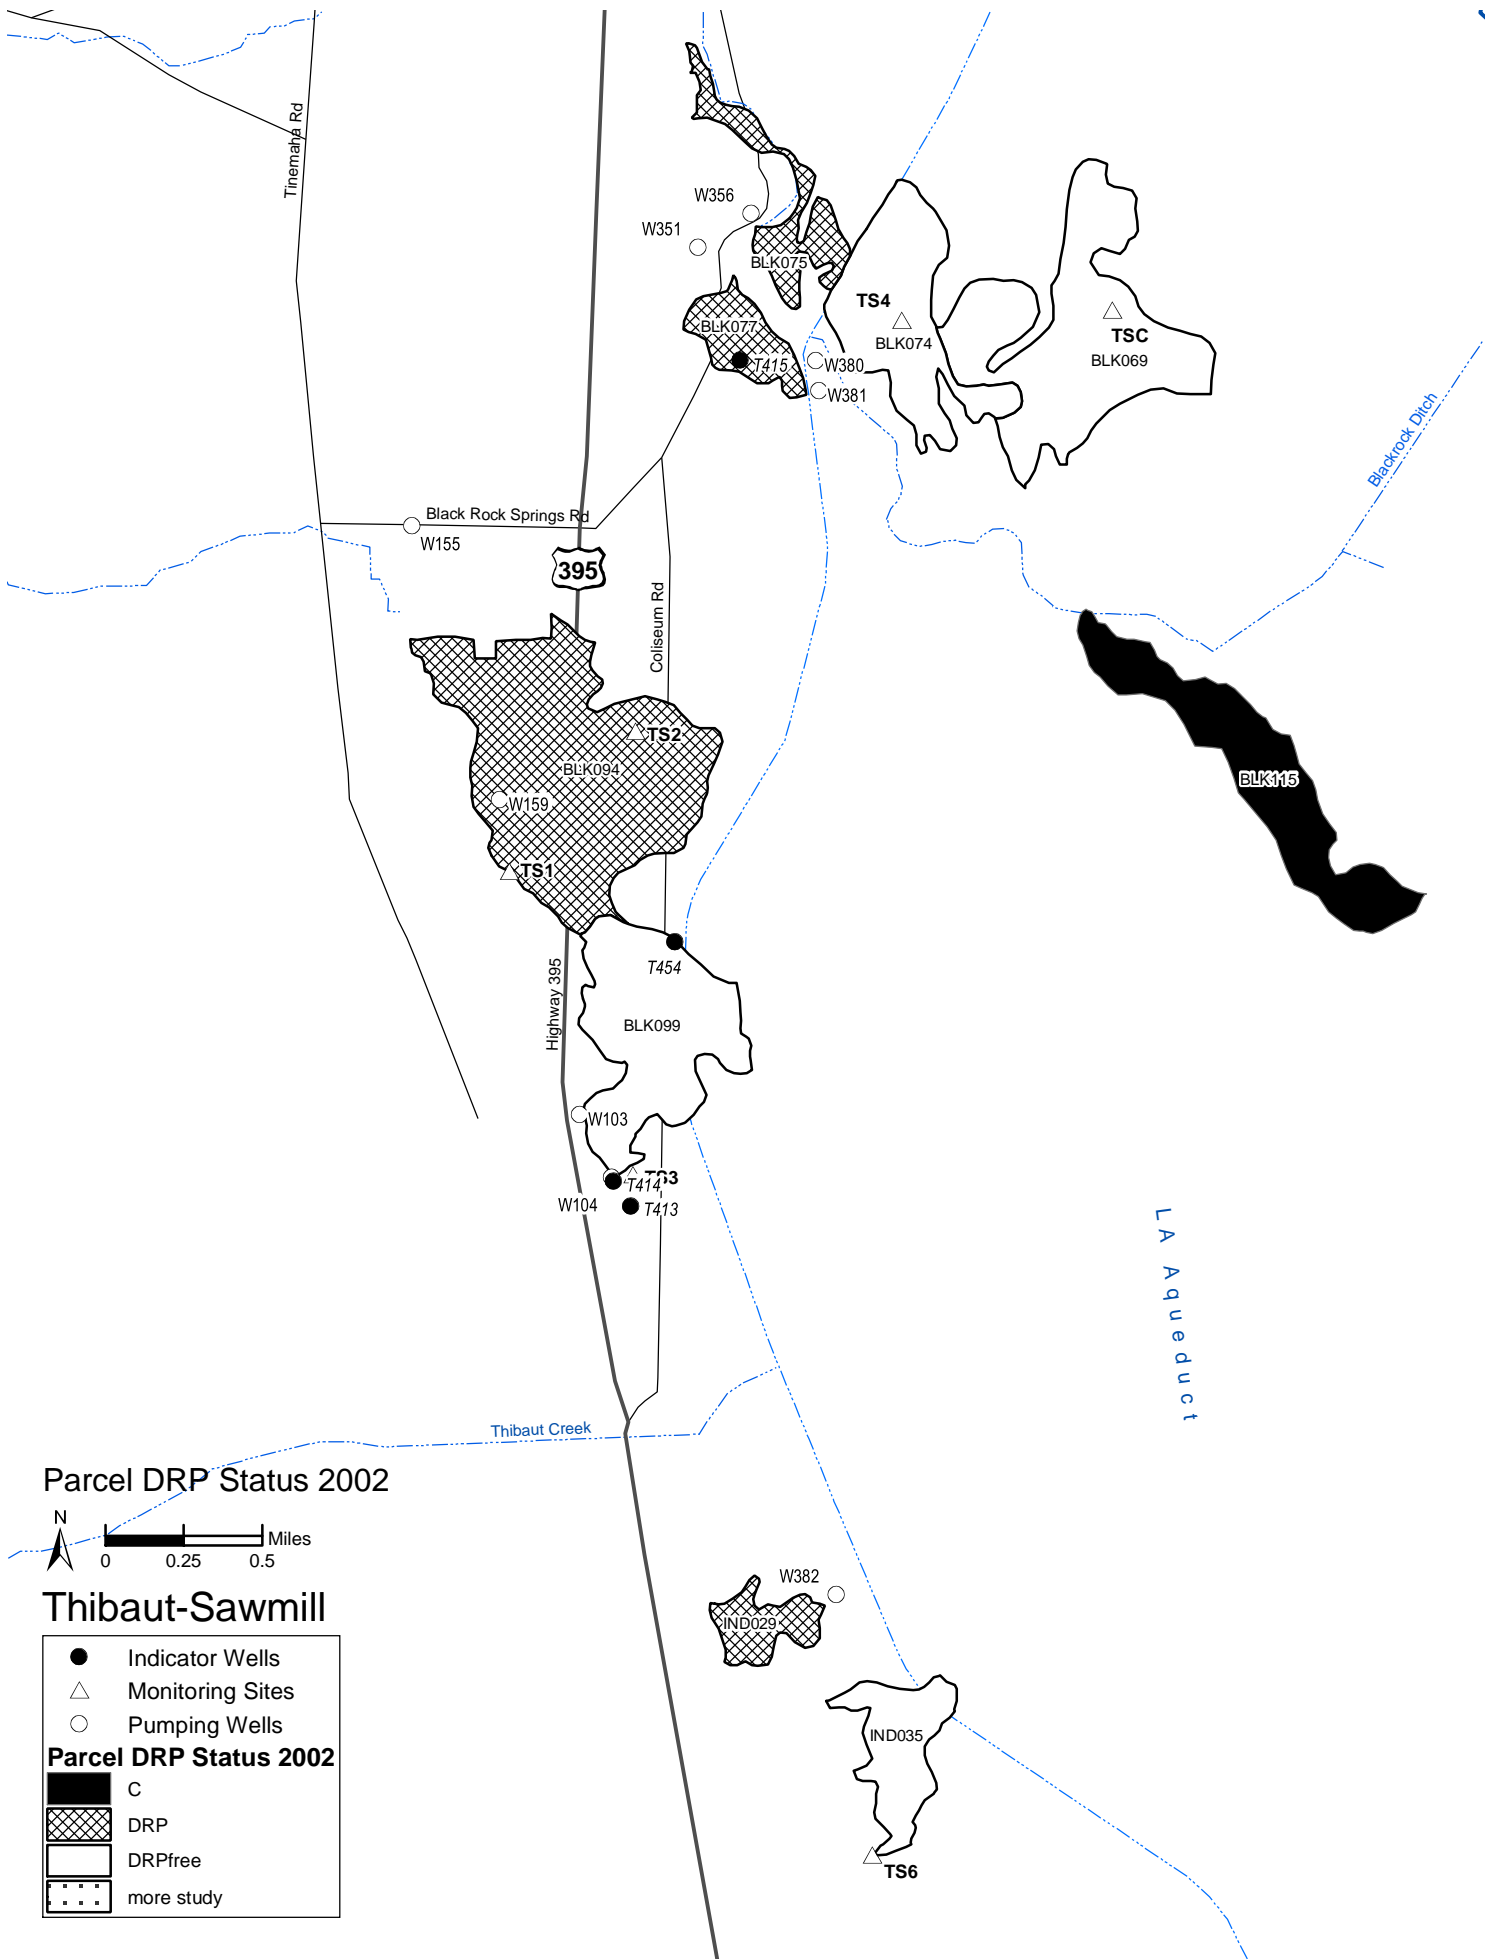 Tinemaha Rd
W356
W351
BLK075
TS4
BLK077
BLK074
TSC
BLK069
T415
W380
W381
Blackrock Ditch
Black Rock Springs Rd
W155
395
Coliseum Rd
TS2
BLK094
BLK115
W159
TS1
T454
Highway 395
BLK099
W103
TS3
T414
W104
T413
LA Aqueduct
Thibaut Creek
Parcel DRP Status 2002
N
Miles
0 0.25 0.5
W382
Thibaut-Sawmill
IND029
Indicator Wells
Monitoring Sites
Pumping Wells
IND035
Parcel DRP Status 2002
C
DRP
DRPfree
TS6
more study